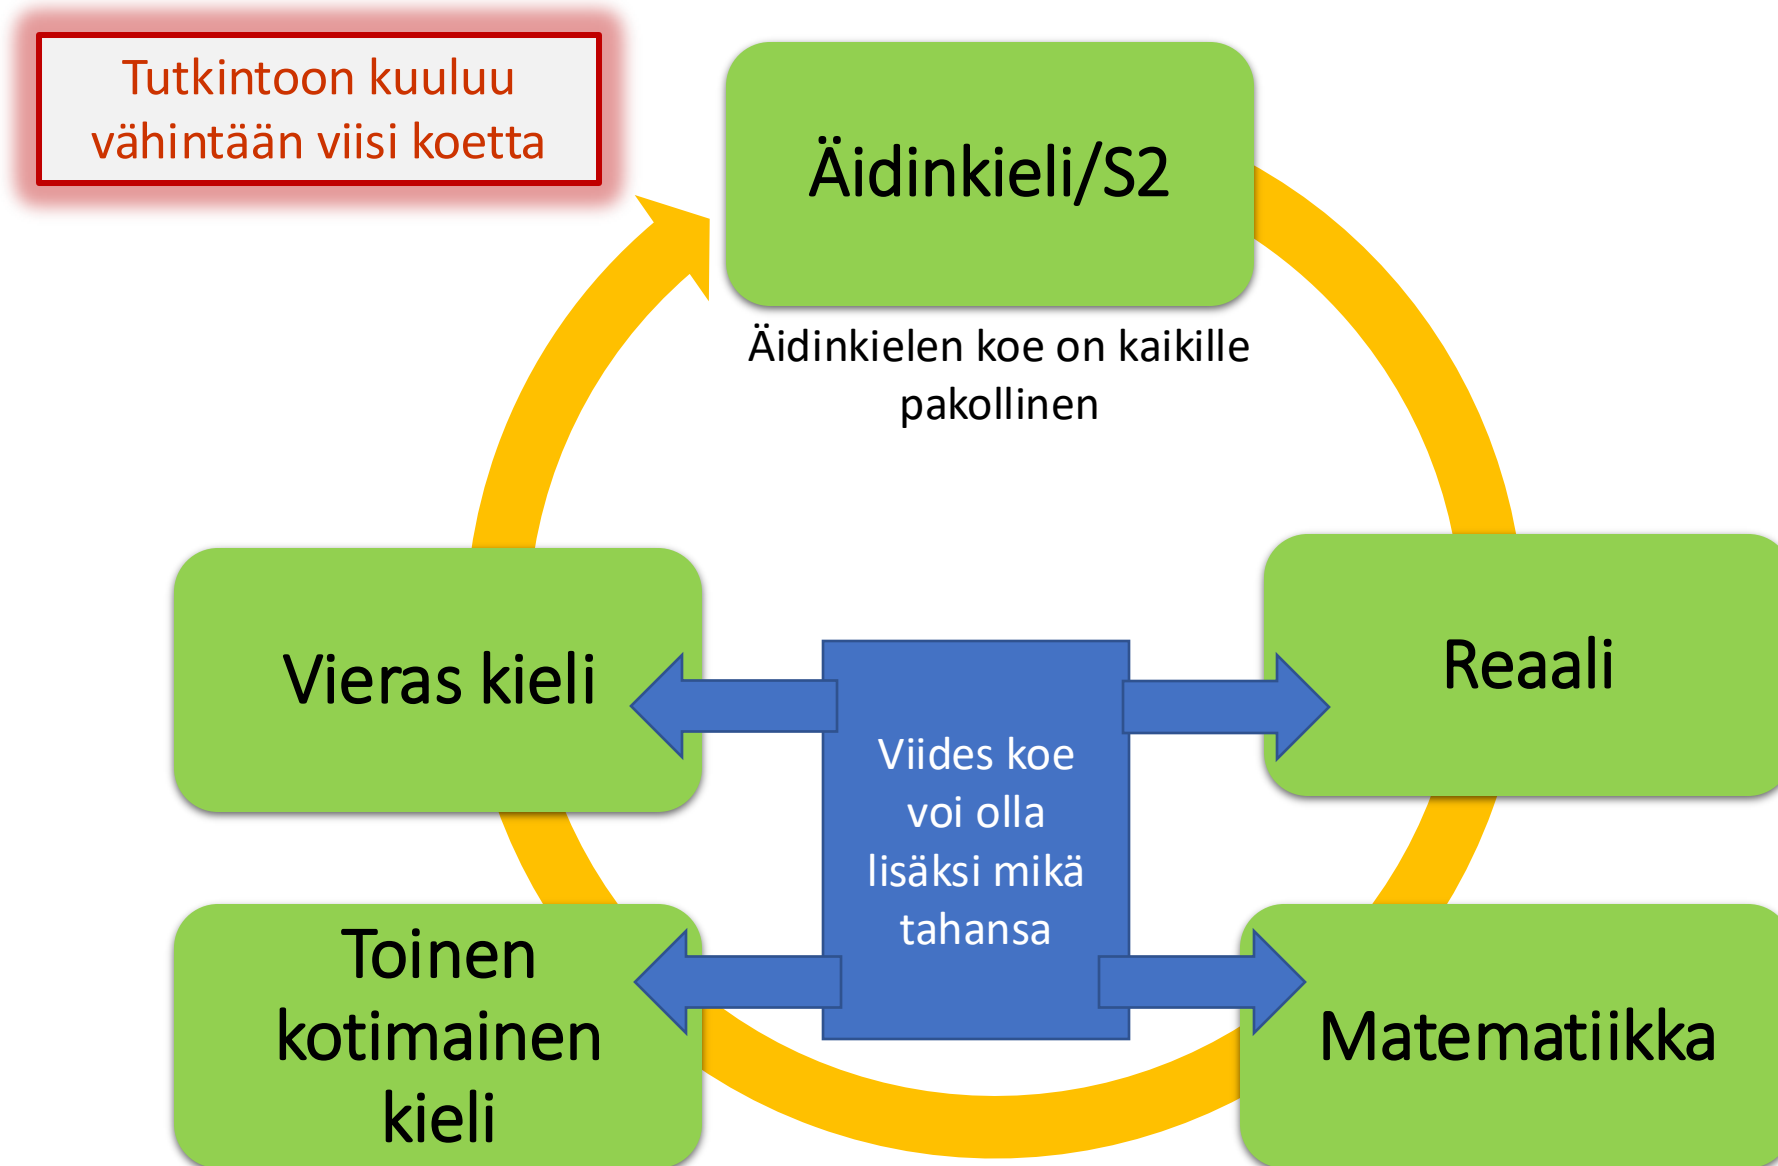 Tutkintoon kuuluu
vähintään viisi koetta
Äidinkieli/S2
Äidinkielen koe on kaikille
pakollinen
Vieras kieli
Reaali
Viides koe
voi olla
lisäksi mikä
tahansa
Toinen
kotimainen
kieli
Matematiikka